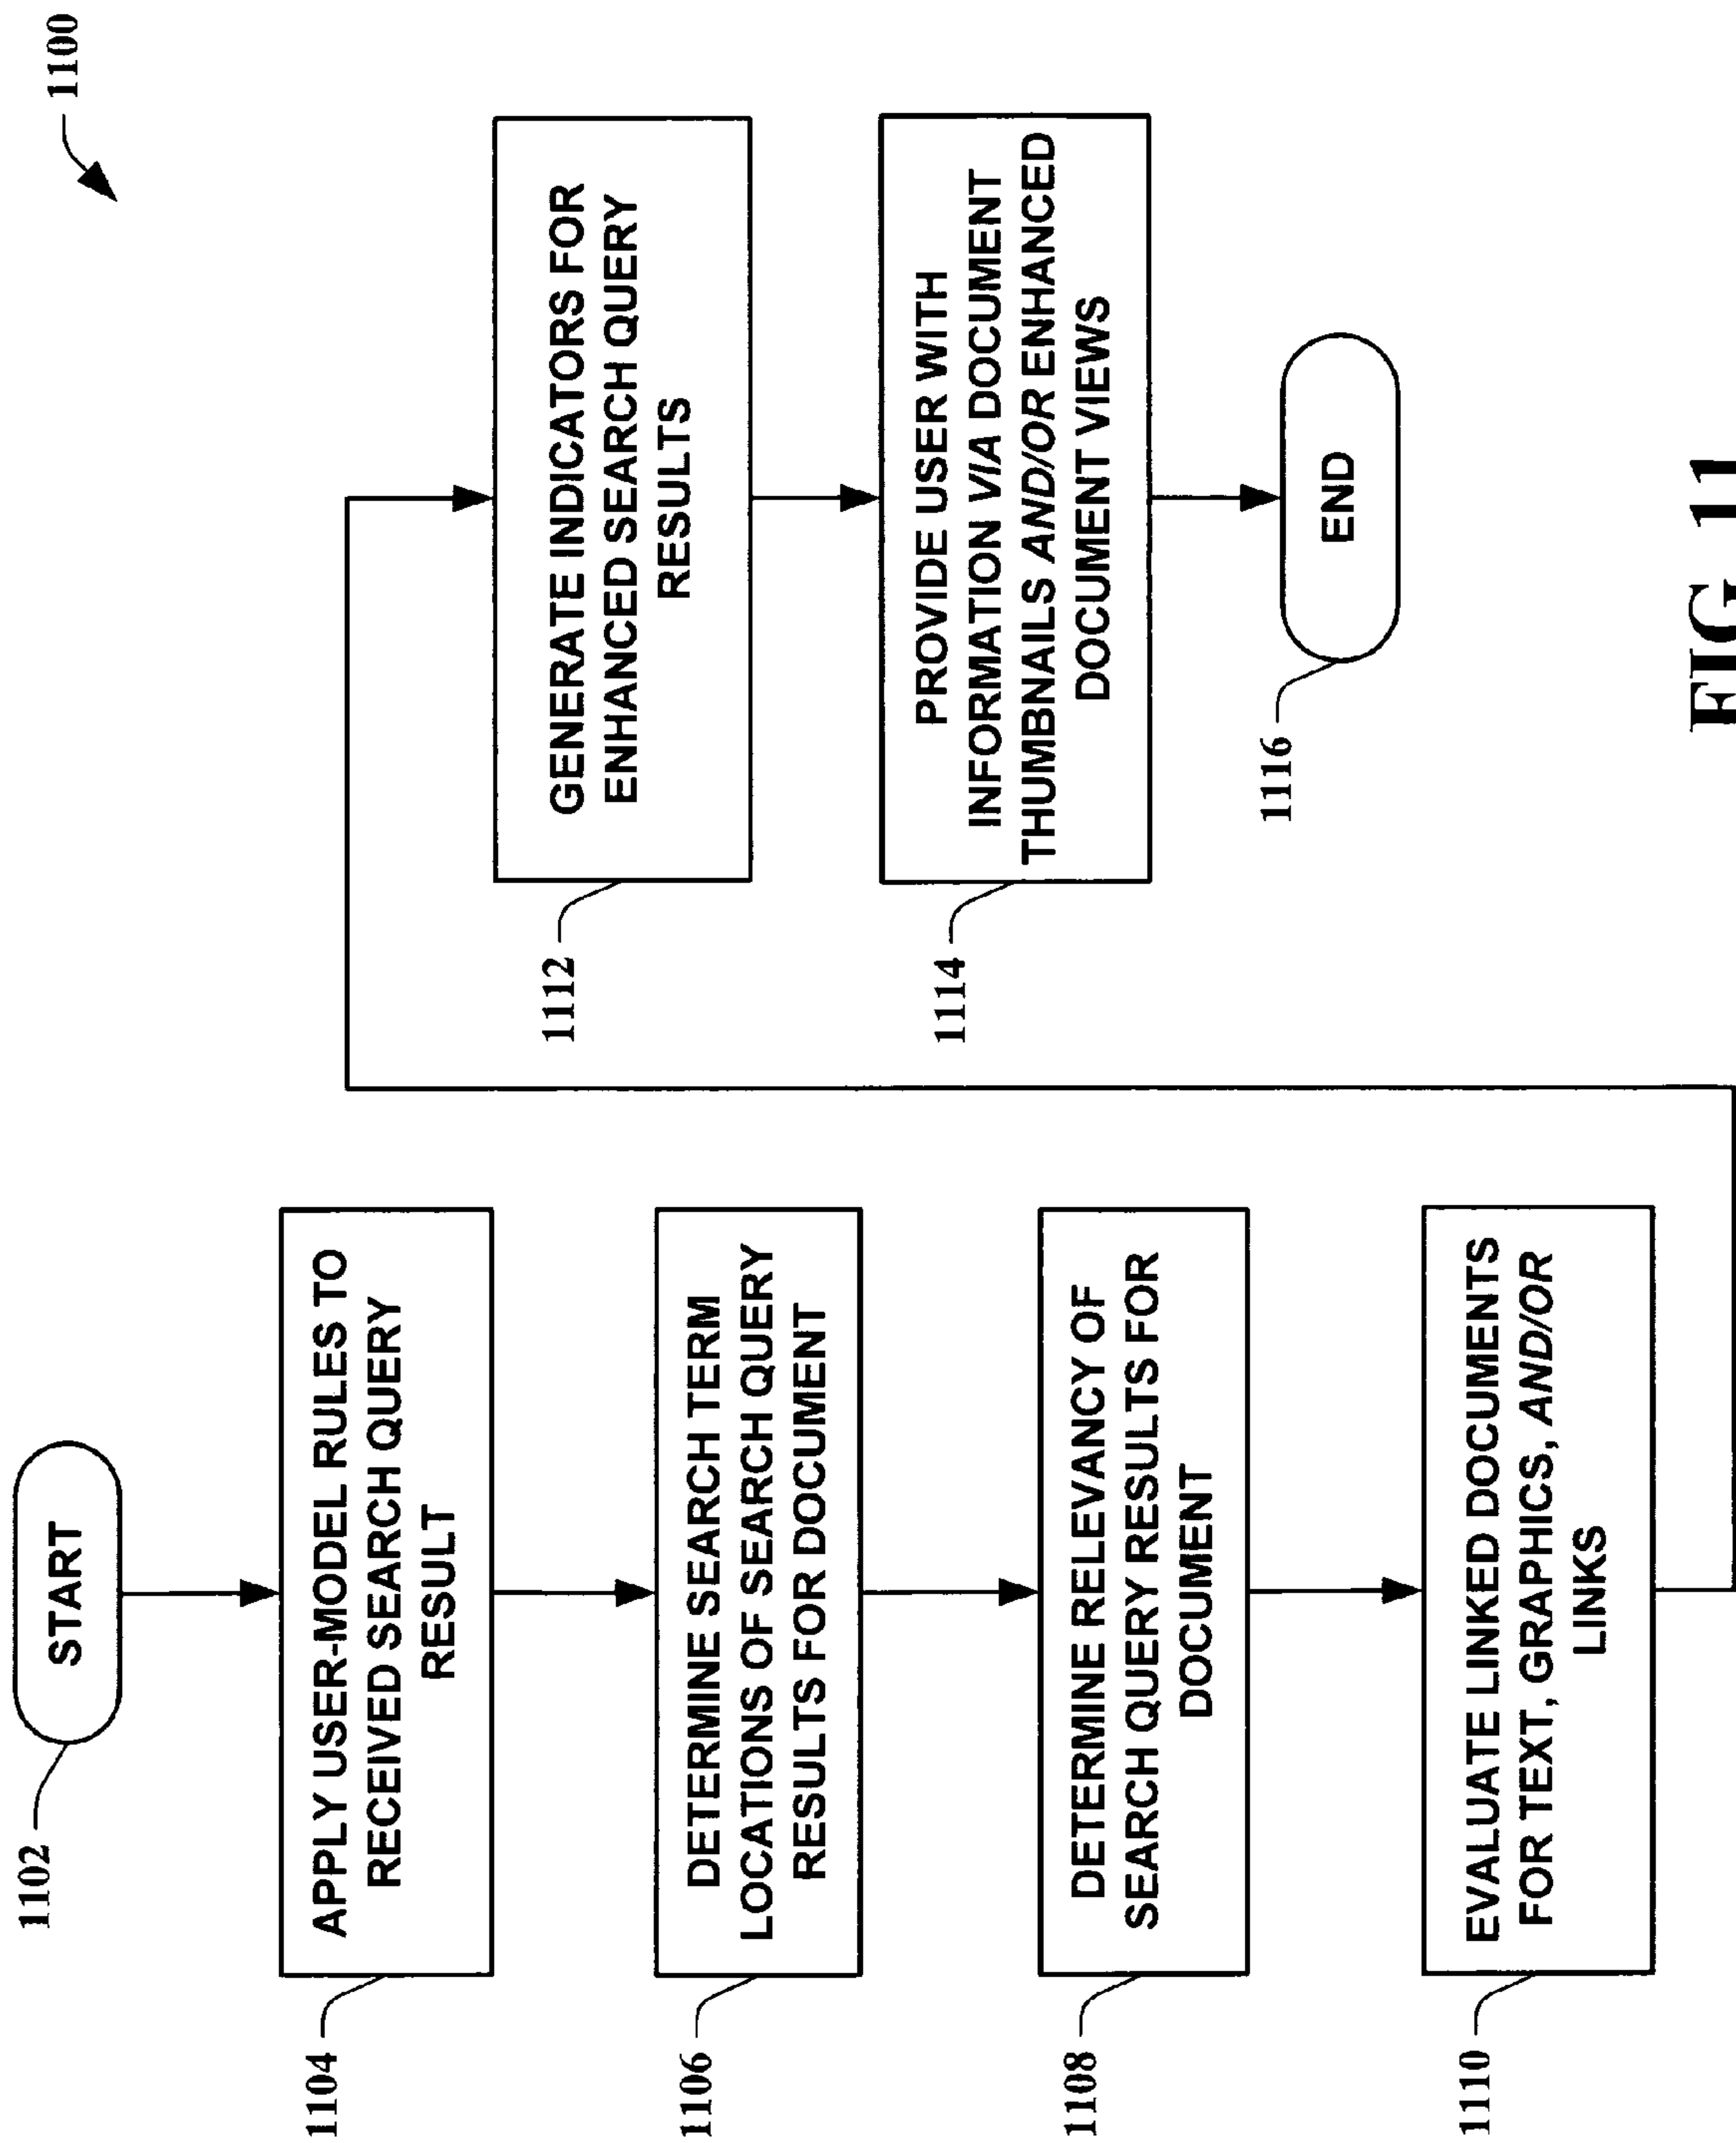 1100
1102
START
1104
APPLY USER-MODEL RULES TO
RECEIVED SEARCH QUERY
RESULT
1106
DETERMINE SEARCH TERM
LOCATIONS OF SEARCH QUERY
RESULTS FOR DOCUMENT
1108
DETERMINE RELEVANCY OF
SEARCH QUERY RESULTS FOR
DOCUMENT
1110
EVALUATE LINKED DOCUMENTS
FOR TEXT, GRAPHICS, AND/OR
LINKS
1112
GENERATE INDICATORS FOR
ENHANCED SEARCH QUERY
RESULTS
1114
PROVIDE USER WITH
INFORMATION VIA DOCUMENT
THUMBNAILS AND/OR ENHANCED
DOCUMENT VIEWS
1116
END
FIG. 11